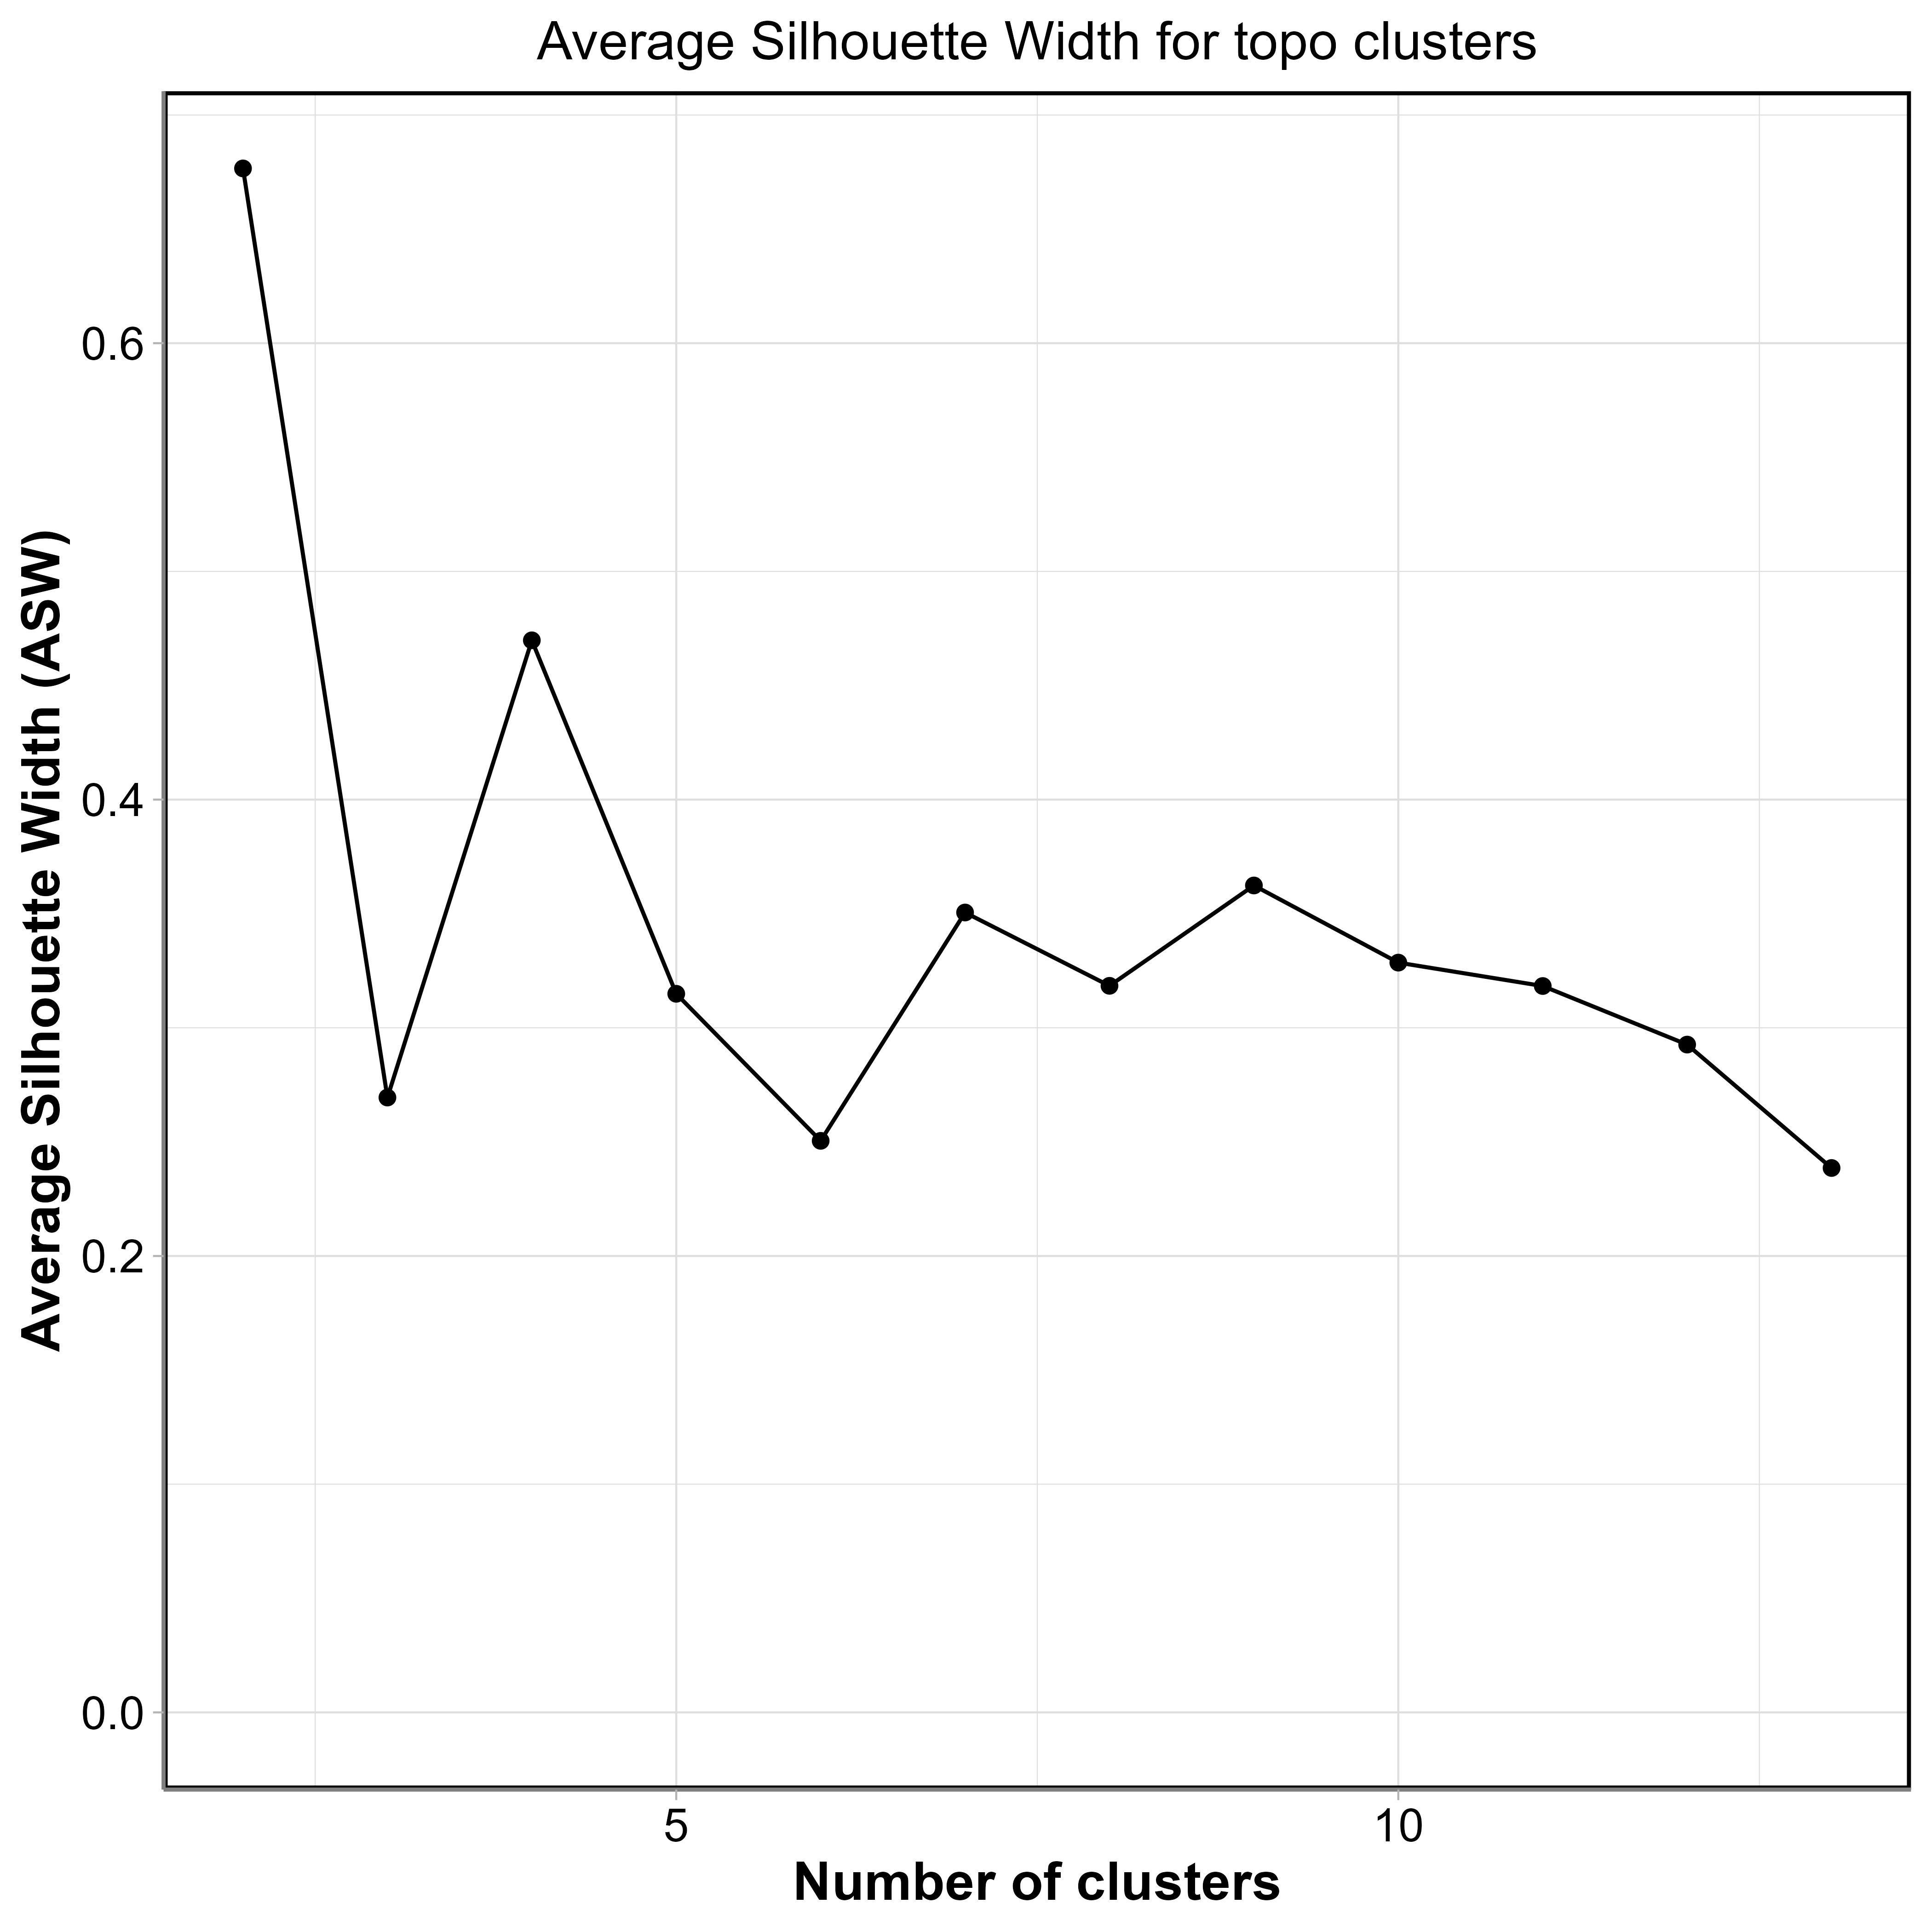 Average Silhouette Width for topo clusters
Average Silhouette Width (ASW)
0.6
0.4
0.2
0.0
5
10
Number of clusters